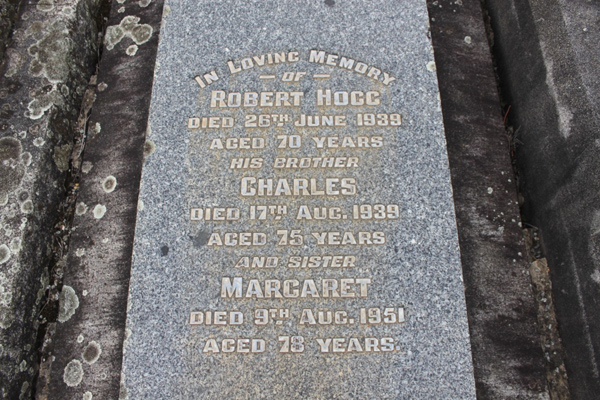 IN LOVING MEMORY
– OF –
ROBERT HOGG
DIED 26TH JUNE 1939
AGED 70 YEARS
HIS BROTHER
CHARLES
DIED 17TH AUG. 1939
AGED 75 YEARS
AND SISTER
MARGARET
DIED 9TH AUG. 1951
AGED 78 YEARS